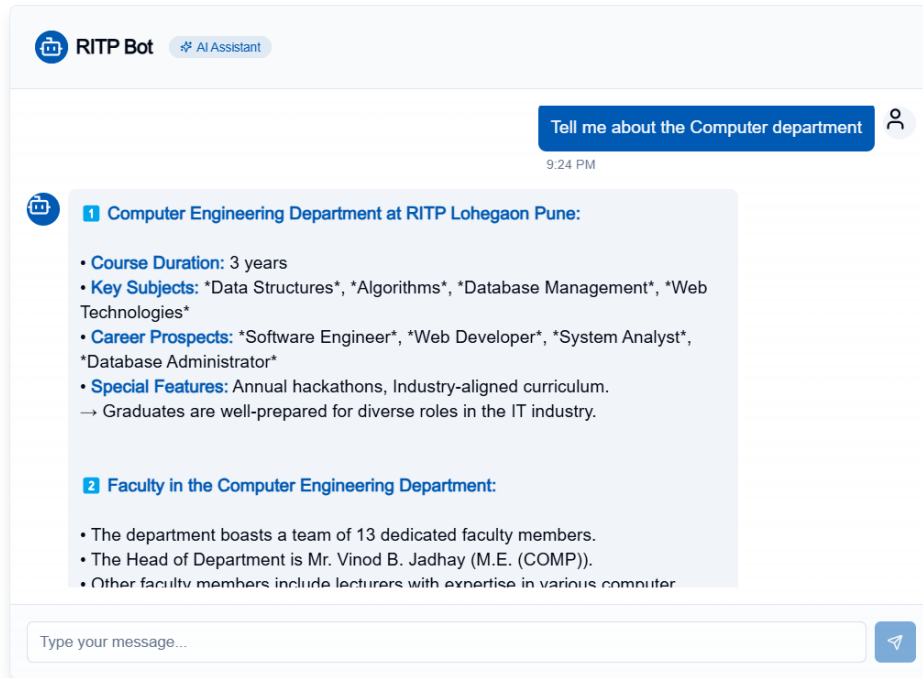 RITP Bot AI Assistant
Tell me about the Computer department
9:24 PM
1 Computer Engineering Department at RITP Lohegaon Pune:
• Course Duration: 3 years
• Key Subjects: *Data Structures*, *Algorithms*, *Database Management*, *Web
Technologies*
• Career Prospects: *Software Engineer*, *Web Developer*, *System Analyst*,
*Database Administrator*
• Special Features: Annual hackathons, Industry-aligned curriculum.
→ Graduates are well-prepared for diverse roles in the IT industry.
2 Faculty in the Computer Engineering Department:
• The department boasts a team of 13 dedicated faculty members.
• The Head of Department is Mr. Vinod B. Jadhay (M.E. (COMP)).
• Other faculty members include lecturers with expertise in various computer
Type your message...